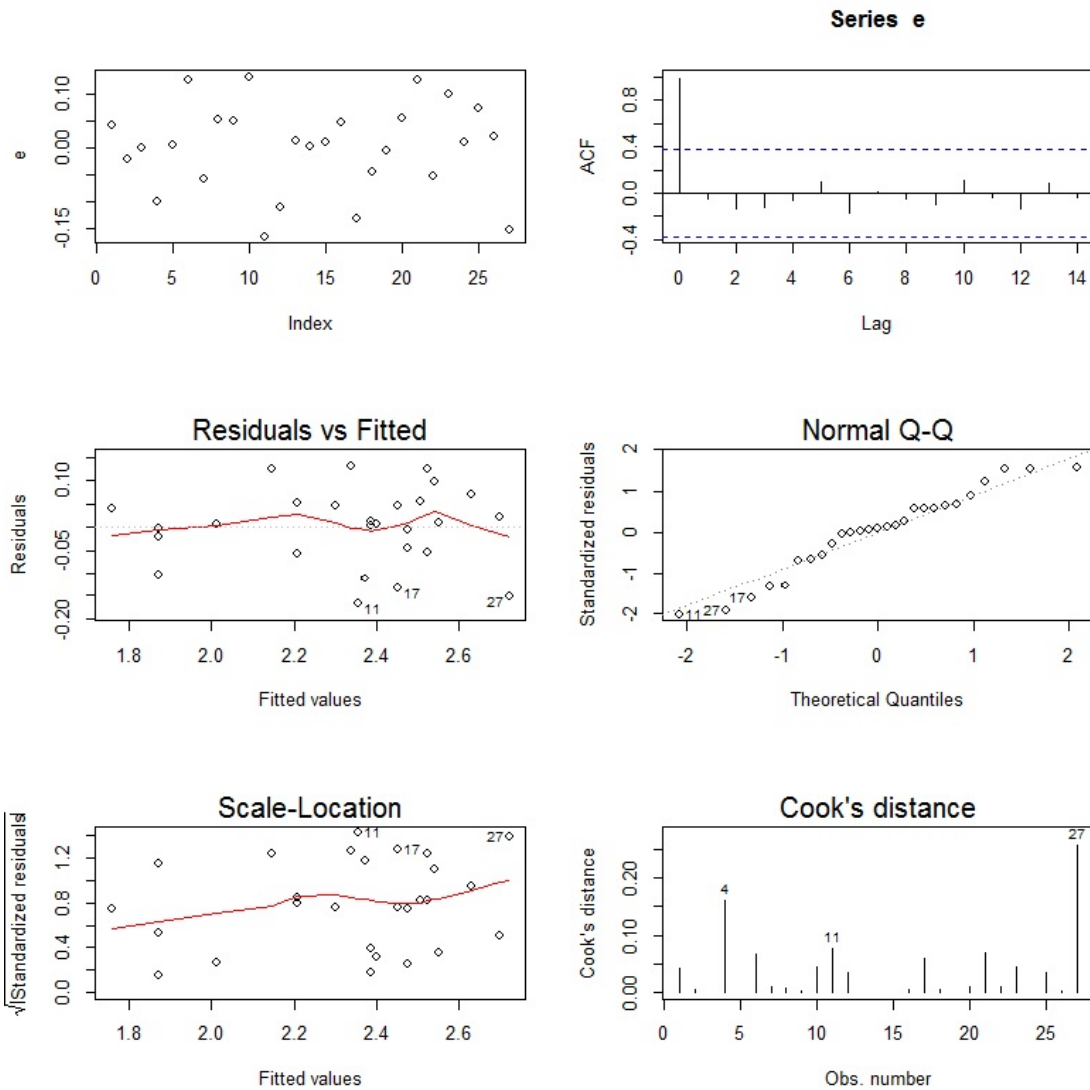 Series e
e
0.10
0.00
-0.15
0 5 10 15 20 25
Index
ACF
0.8
0.4
0.0
-0.4
0 2 4 6 8 10 12 14
Lag
Residuals vs Fitted
Residuals
0.10
-0.05
-0.20
11
17
27
1.8 2.0 2.2 2.4 2.6
Fitted values
Normal Q-Q
Standardized residuals
2
1
0
-1
-2
17
27
11
-2 -1 0 1 2
Theoretical Quantiles
Scale-Location
√|Standardized residuals|
1.2
0.8
0.4
0.0
11
17
27
1.8 2.0 2.2 2.4 2.6
Fitted values
Cook's distance
Cook's distance
0.20
0.10
0.00
27
4
11
0 5 10 15 20 25
Obs. number